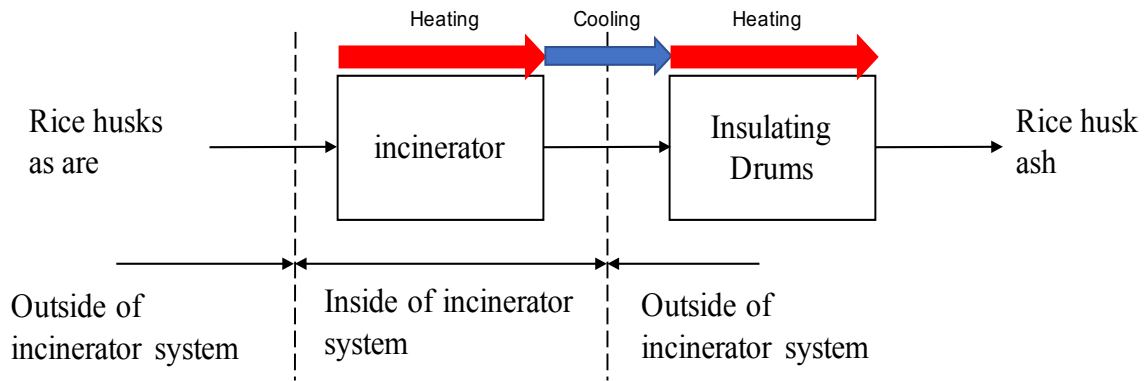 Heating
Cooling
Heating
Rice husks
as are
incinerator
Insulating
Drums
Rice husk
ash
Outside of
incinerator system
Inside of incinerator
system
Outside of
incinerator system